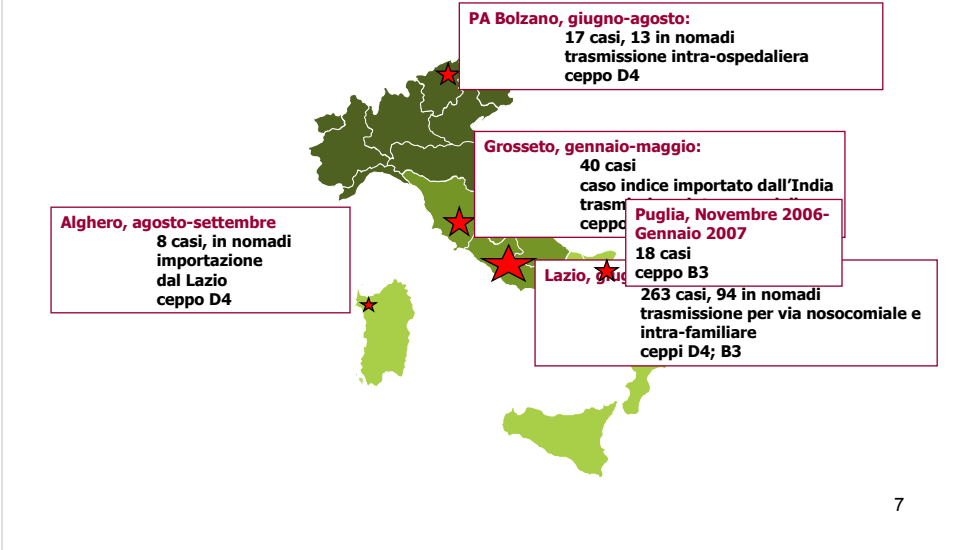 PA Bolzano, giugno-agosto:
17 casi, 13 in nomadi
trasmissione intra-ospedaliera
ceppo D4
Grosseto, gennaio-maggio:
40 casi
caso indice importato dall’India
ceppo
Puglia, Novembre 2006-
Gennaio 2007
18 casi
ceppo B3
Alghero, agosto-settembre
8 casi, in nomadi
importazione
dal Lazio
ceppo D4
Lazio,
263 casi, 94 in nomadi
trasmissione per via nosocomiale e
intra-familiare
ceppi D4; B3
7